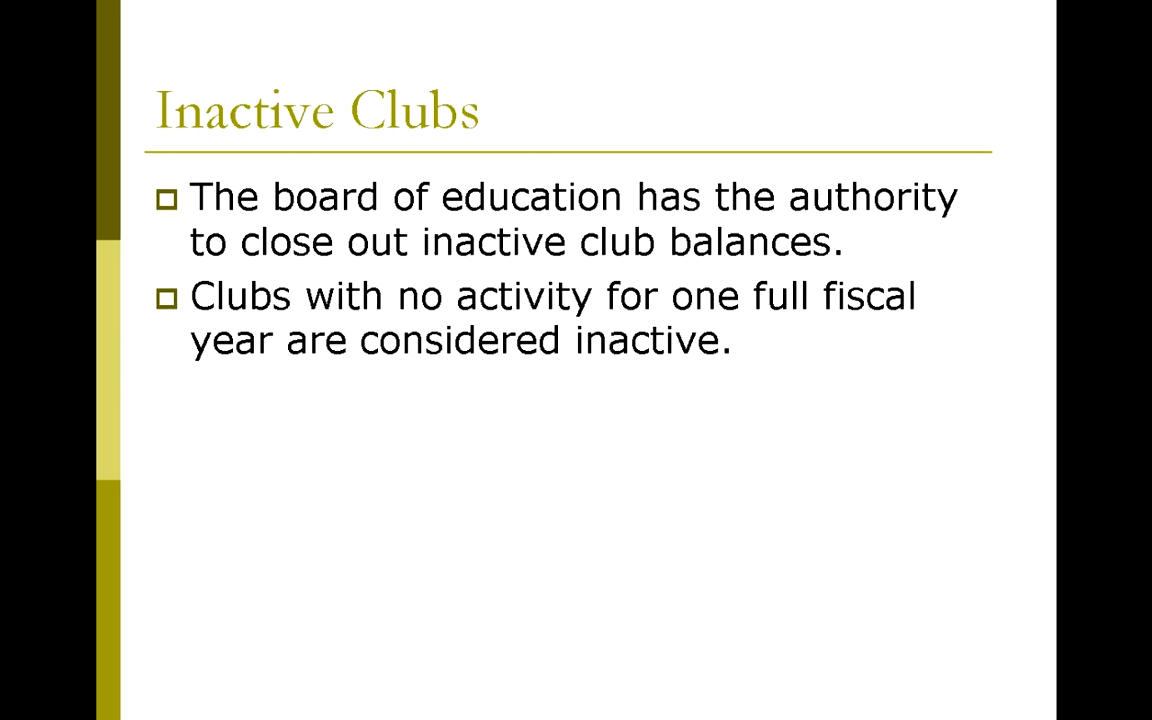 Inactive Clubs
The board of education has the authority
to close out inactive club balances.
Clubs with no activity for one full fiscal
year are considered inactive.